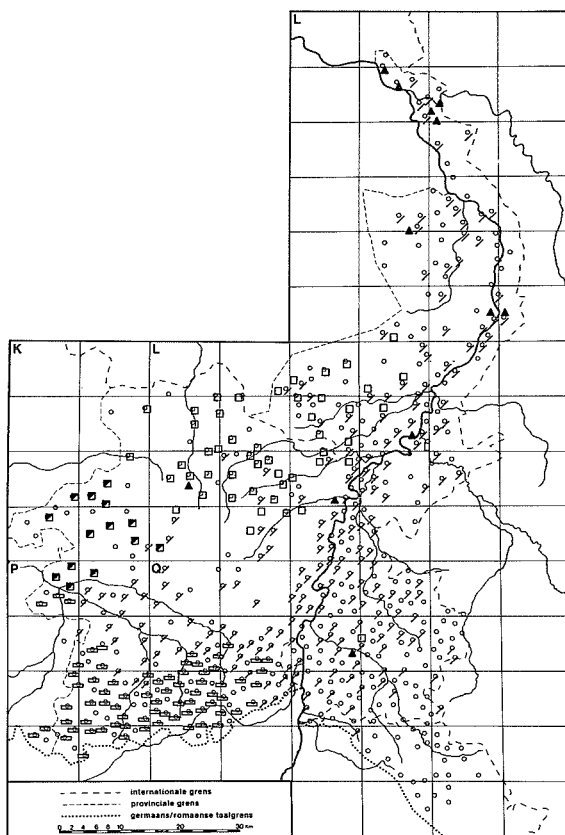 L
K L
P Q
internationale grens
provinciale grens
germaans/romaanse taalgrens
0 2 4 6 8 10 20 30 Km